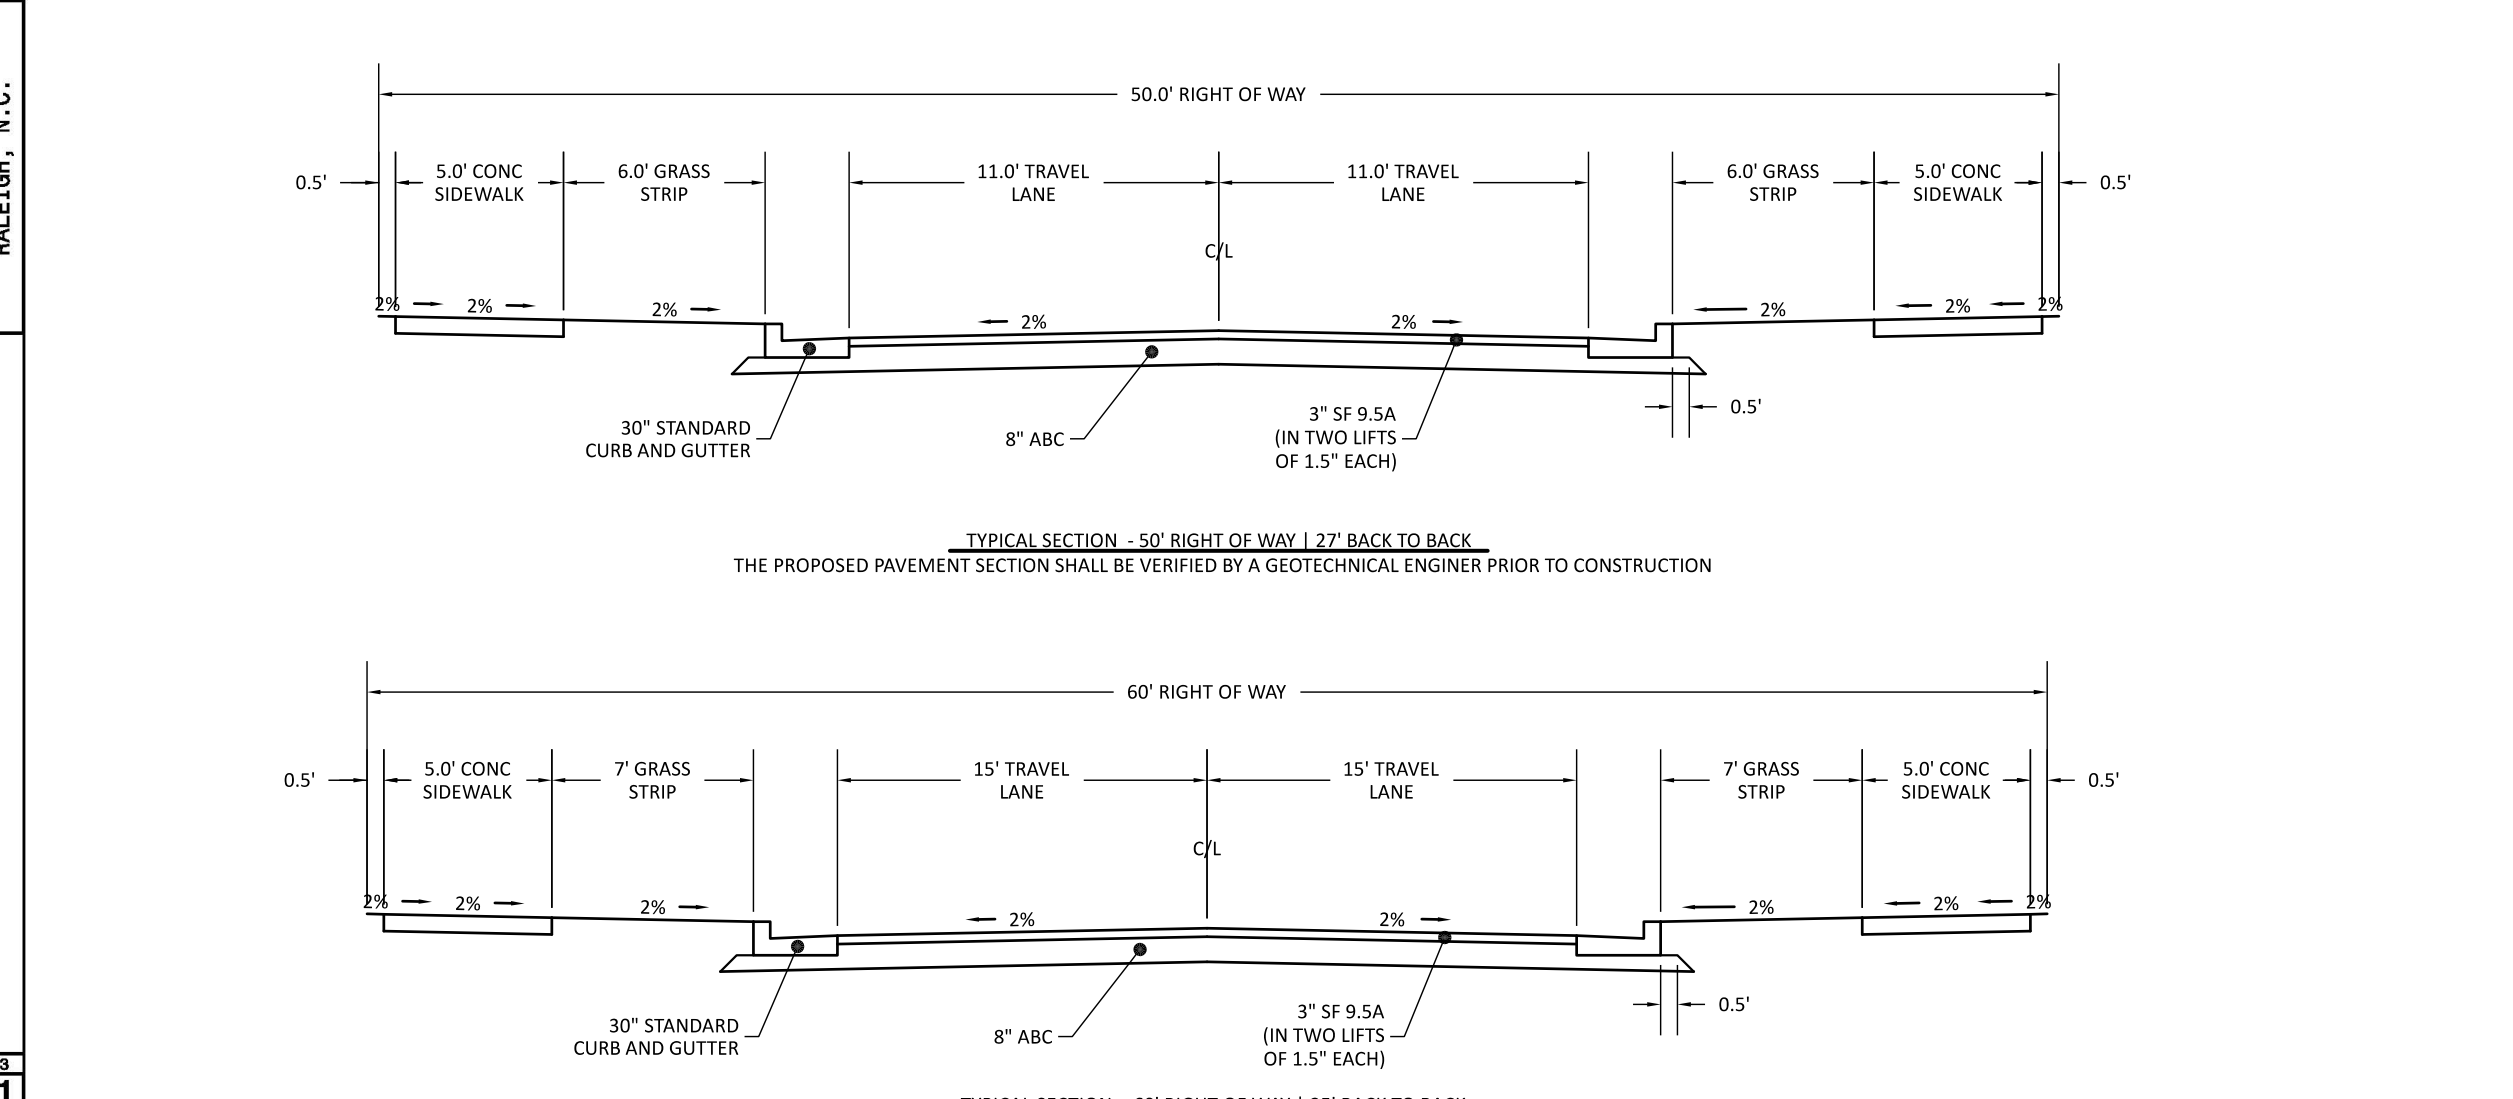 RALEIGH, N.C.
50.0' RIGHT OF WAY
0.5'
5.0' CONC
SIDEWALK
6.0' GRASS
STRIP
11.0' TRAVEL
LANE
11.0' TRAVEL
LANE
6.0' GRASS
STRIP
5.0' CONC
SIDEWALK
0.5'
C/L
2%
2%
2%
2%
2%
2%
2%
2%
0.5'
30" STANDARD
CURB AND GUTTER
8" ABC
3" SF 9.5A
(IN TWO LIFTS
OF 1.5" EACH)
TYPICAL SECTION - 50' RIGHT OF WAY | 27' BACK TO BACK
THE PROPOSED PAVEMENT SECTION SHALL BE VERIFIED BY A GEOTECHNICAL ENGINER PRIOR TO CONSTRUCTION
60' RIGHT OF WAY
0.5'
5.0' CONC
SIDEWALK
7' GRASS
STRIP
15' TRAVEL
LANE
15' TRAVEL
LANE
7' GRASS
STRIP
5.0' CONC
SIDEWALK
0.5'
C/L
2%
2%
2%
2%
2%
2%
2%
2%
0.5'
30" STANDARD
CURB AND GUTTER
8" ABC
3" SF 9.5A
(IN TWO LIFTS
OF 1.5" EACH)
3
1